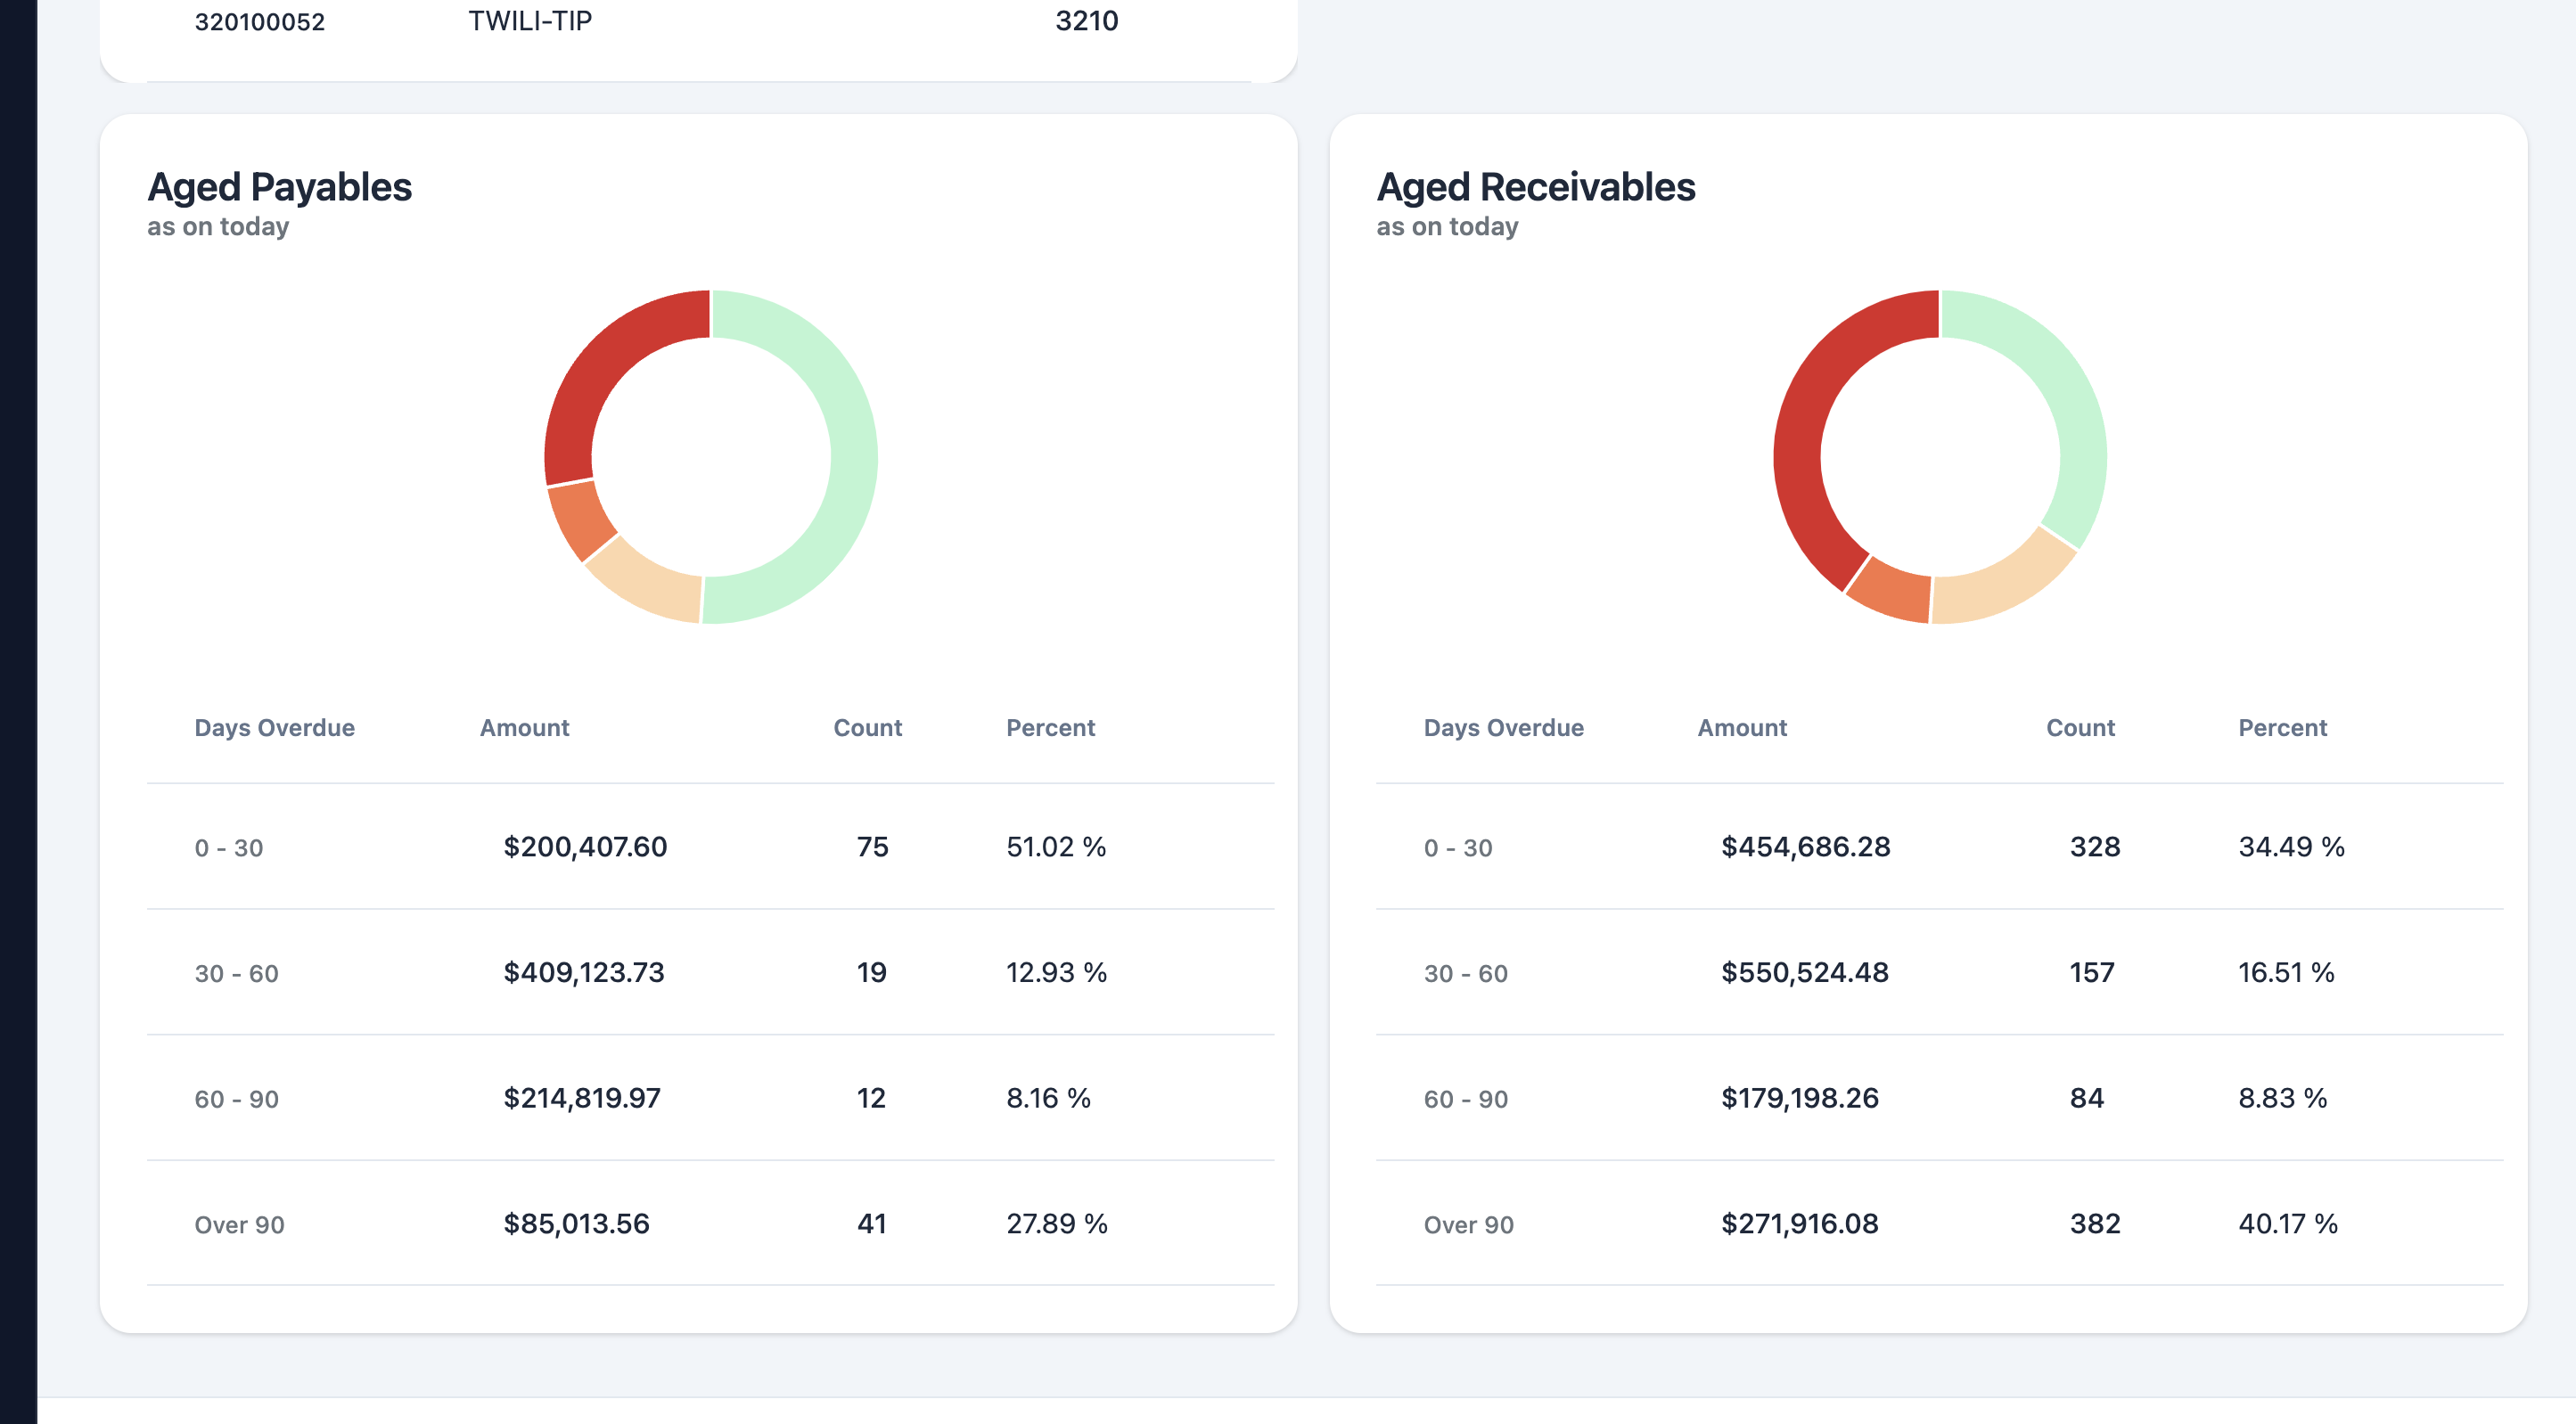 320100052 TWILI-TIP 3210
Aged Payables
as on today
Days Overdue Amount Count Percent
0 - 30 $200,407.60 75 51.02 %
30 - 60 $409,123.73 19 12.93 %
60 - 90 $214,819.97 12 8.16 %
Over 90 $85,013.56 41 27.89 %
Aged Receivables
as on today
Days Overdue Amount Count Percent
0 - 30 $454,686.28 328 34.49 %
30 - 60 $550,524.48 157 16.51 %
60 - 90 $179,198.26 84 8.83 %
Over 90 $271,916.08 382 40.17 %